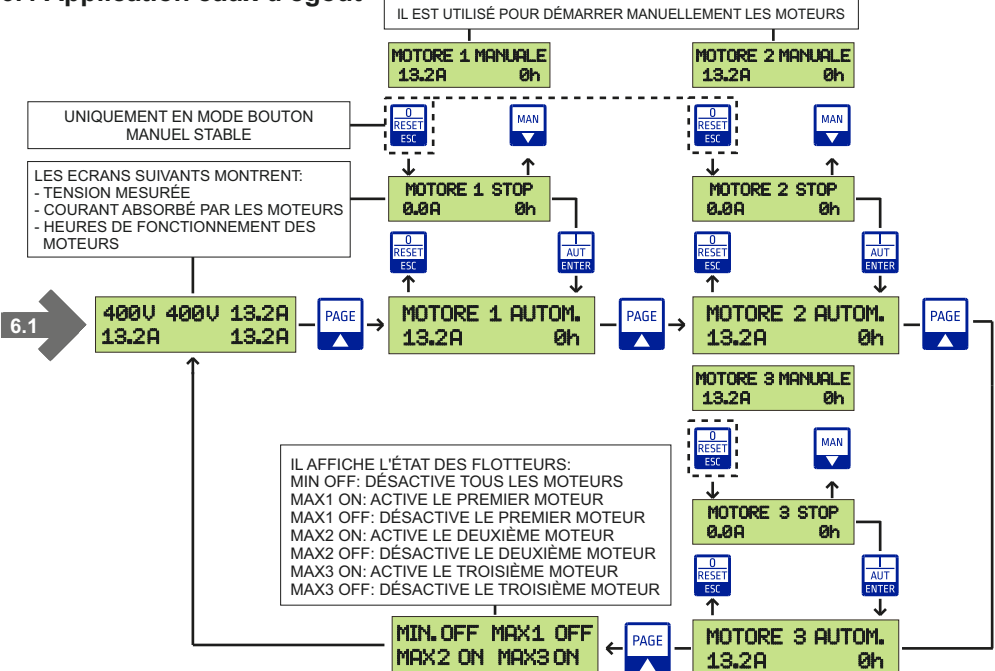 IL EST UTILISÉ POUR DÉMARRER MANUELLEMENT LES MOTEURS
MOTORE 1 MANUALE
13.2A 0h
MOTORE 2 MANUALE
13.2A 0h
UNIQUEMENT EN MODE BOUTON
MANUEL STABLE
0
RESET
ESC
MAN
0
RESET
ESC
MAN
LES ECRANS SUIVANTS MONTRENT:
- TENSION MESURÉE
- COURANT ABSORBÉ PAR LES MOTEURS
- HEURES DE FONCTIONNEMENT DES
MOTEURS
MOTORE 1 STOP
0.0A 0h
MOTORE 2 STOP
0.0A 0h
0
RESET
ESC
I
AUT
ENTER
0
RESET
ESC
I
AUT
ENTER
6.1
400V 400V 13.2A
13.2A 13.2A
PAGE
MOTORE 1 AUTOM.
13.2A 0h
PAGE
MOTORE 2 AUTOM.
13.2A 0h
PAGE
MOTORE 3 MANUALE
13.2A 0h
0
RESET
ESC
MAN
IL AFFICHE L'ÉTAT DES FLOTTEURS:
MIN OFF: DÉSACTIVE TOUS LES MOTEURS
MAX1 ON: ACTIVE LE PREMIER MOTEUR
MAX1 OFF: DÉSACTIVE LE PREMIER MOTEUR
MAX2 ON: ACTIVE LE DEUXIÈME MOTEUR
MAX2 OFF: DÉSACTIVE LE DEUXIÈME MOTEUR
MAX3 ON: ACTIVE LE TROISIÈME MOTEUR
MAX3 OFF: DÉSACTIVE LE TROISIÈME MOTEUR
MOTORE 3 STOP
0.0A 0h
0
RESET
ESC
I
AUT
ENTER
MIN.OFF MAX1 OFF
MAX2 ON MAX3 ON
PAGE
MOTORE 3 AUTOM.
13.2A 0h